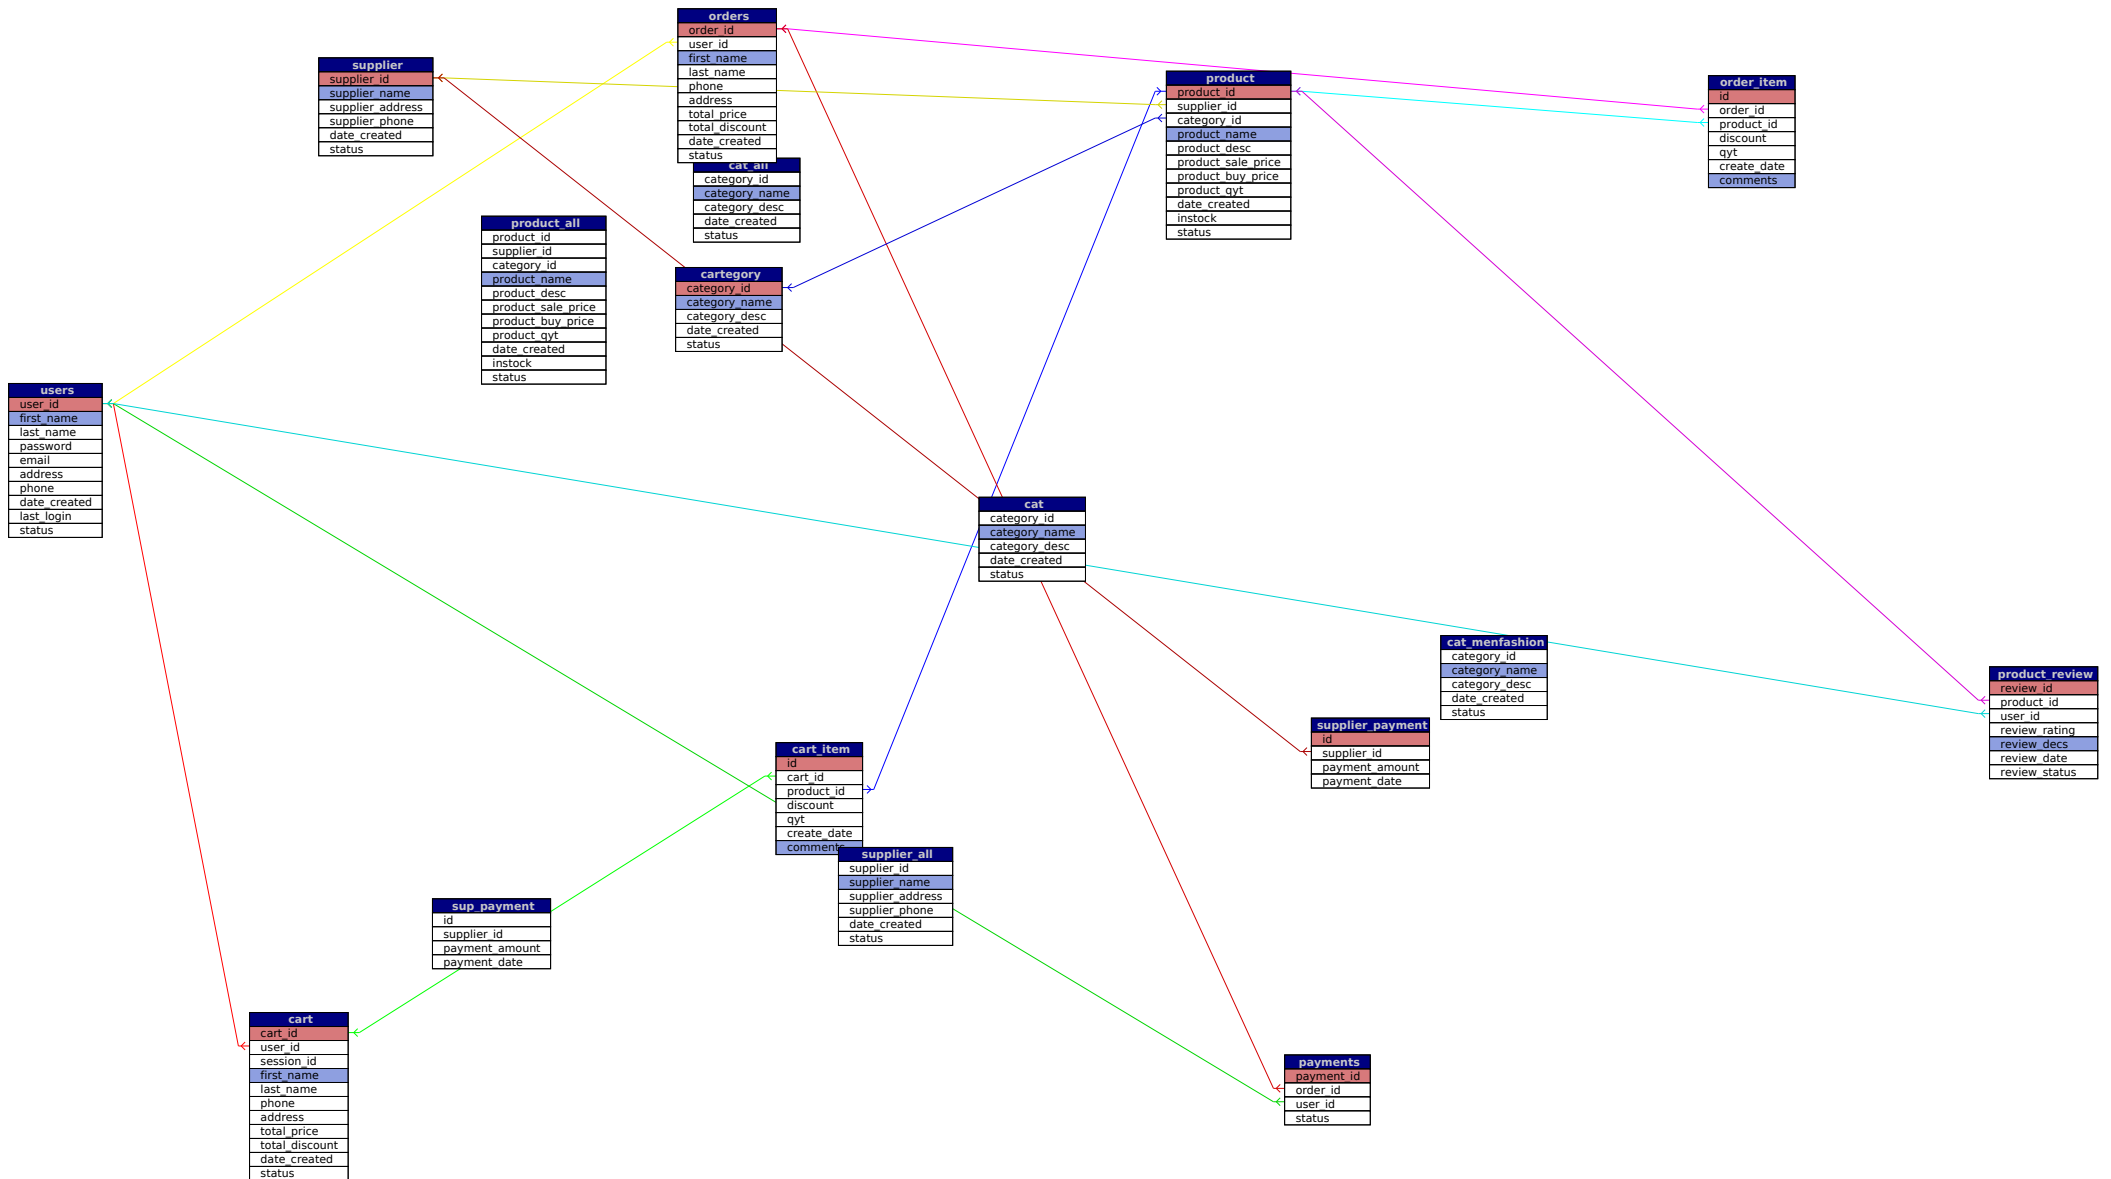 orders
order_id
user_id
first_name
last_name
phone
address
total_price
total_discount
date_created
status
supplier
supplier_id
supplier_name
supplier_address
supplier_phone
date_created
status
product
product_id
supplier_id
category_id
product_name
product_desc
product_sale_price
product_buy_price
product_qyt
date_created
instock
status
order_item
id
order_id
product_id
discount
qyt
create_date
comments
cat_all
category_id
category_name
category_desc
date_created
status
product_all
product_id
supplier_id
category_id
product_name
product_desc
product_sale_price
product_buy_price
product_qyt
date_created
instock
status
cartegory
category_id
category_name
category_desc
date_created
status
users
user_id
first_name
last_name
password
email
address
phone
date_created
last_login
status
cat
category_id
category_name
category_desc
date_created
status
cat_menfashion
category_id
category_name
category_desc
date_created
status
product_review
review_id
product_id
user_id
review_rating
review_decs
review_date
review_status
supplier_payment
id
supplier_id
payment_amount
payment_date
cart_item
id
cart_id
product_id
discount
qyt
create_date
comments
supplier_all
supplier_id
supplier_name
supplier_address
supplier_phone
date_created
status
sup_payment
id
supplier_id
payment_amount
payment_date
cart
cart_id
user_id
session_id
first_name
last_name
phone
address
total_price
total_discount
date_created
status
payments
payment_id
order_id
user_id
status